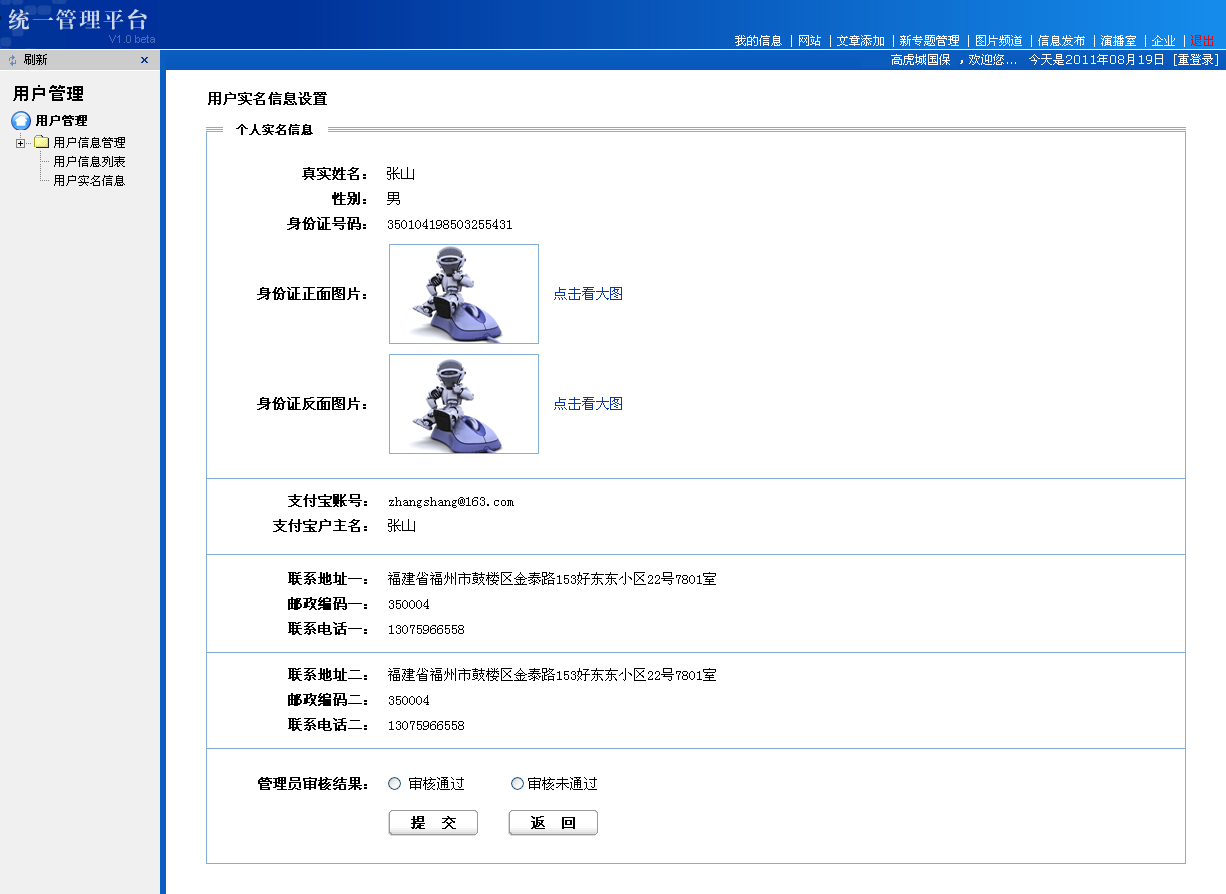 统一管理平台
V1.0 beta
我的信息 | 网站 | 文章添加 | 新专题管理 | 图片频道 | 信息发布 | 演播室 | 企业 | 退出
刷新 ×
高虎城国保 ，欢迎您... 今天是2011年08月19日 [重登录]
用户管理
用户管理
用户信息管理
用户信息列表
用户实名信息
用户实名信息设置
个人实名信息
真实姓名： 张山
性别： 男
身份证号码： 350104198503255431
身份证正面图片： 点击看大图
身份证反面图片： 点击看大图
支付宝账号： zhangshang@163.com
支付宝户主名： 张山
联系地址一： 福建省福州市鼓楼区金泰路153好东东小区22号7801室
邮政编码一： 350004
联系电话一： 13075966558
联系地址二： 福建省福州市鼓楼区金泰路153好东东小区22号7801室
邮政编码二： 350004
联系电话二： 13075966558
管理员审核结果： 审核通过 审核未通过
提 交 返 回